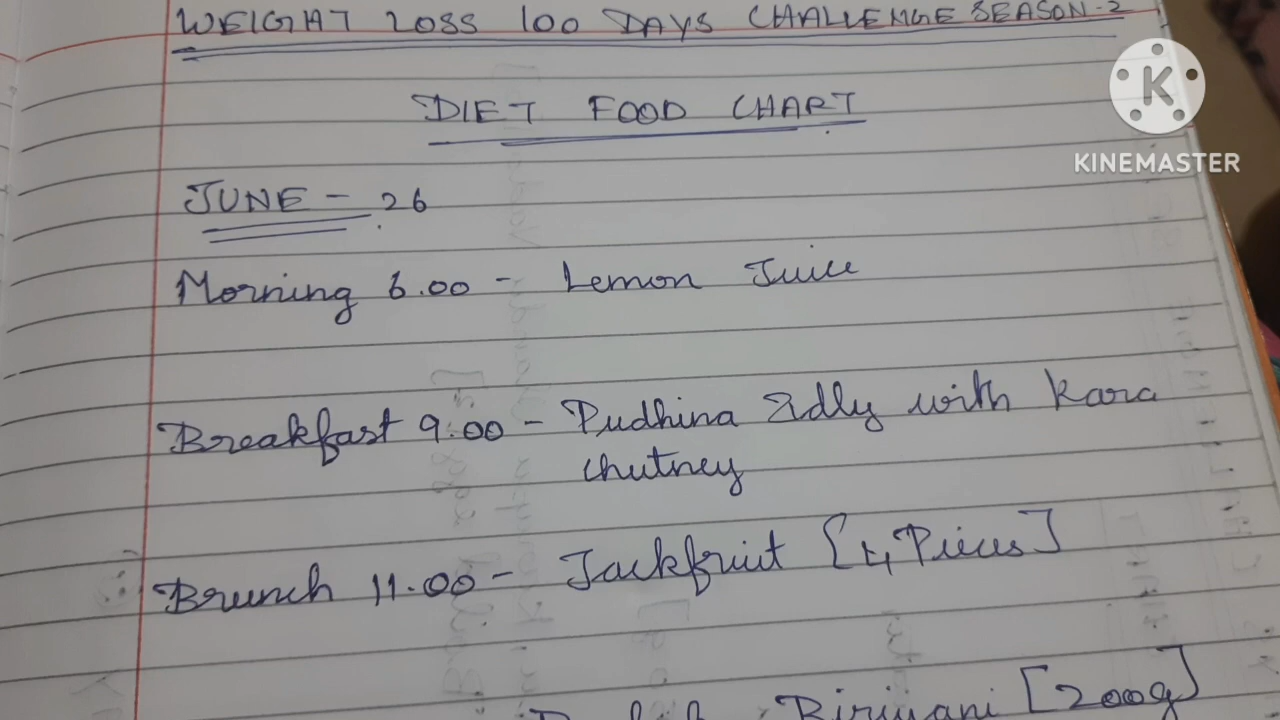 WEIGHT LOSS 100 DAYS CHALLENGE SEASON-2
DIET FOOD CHART
K
KINEMASTER
JUNE - 26
Morning 6.00 - Lemon Juice
Breakfast 9.00 - Pudhina Idly with Kara
chutney
Brunch 11.00 - Jackfruit [4 Pieces]
Biriyani [200g]